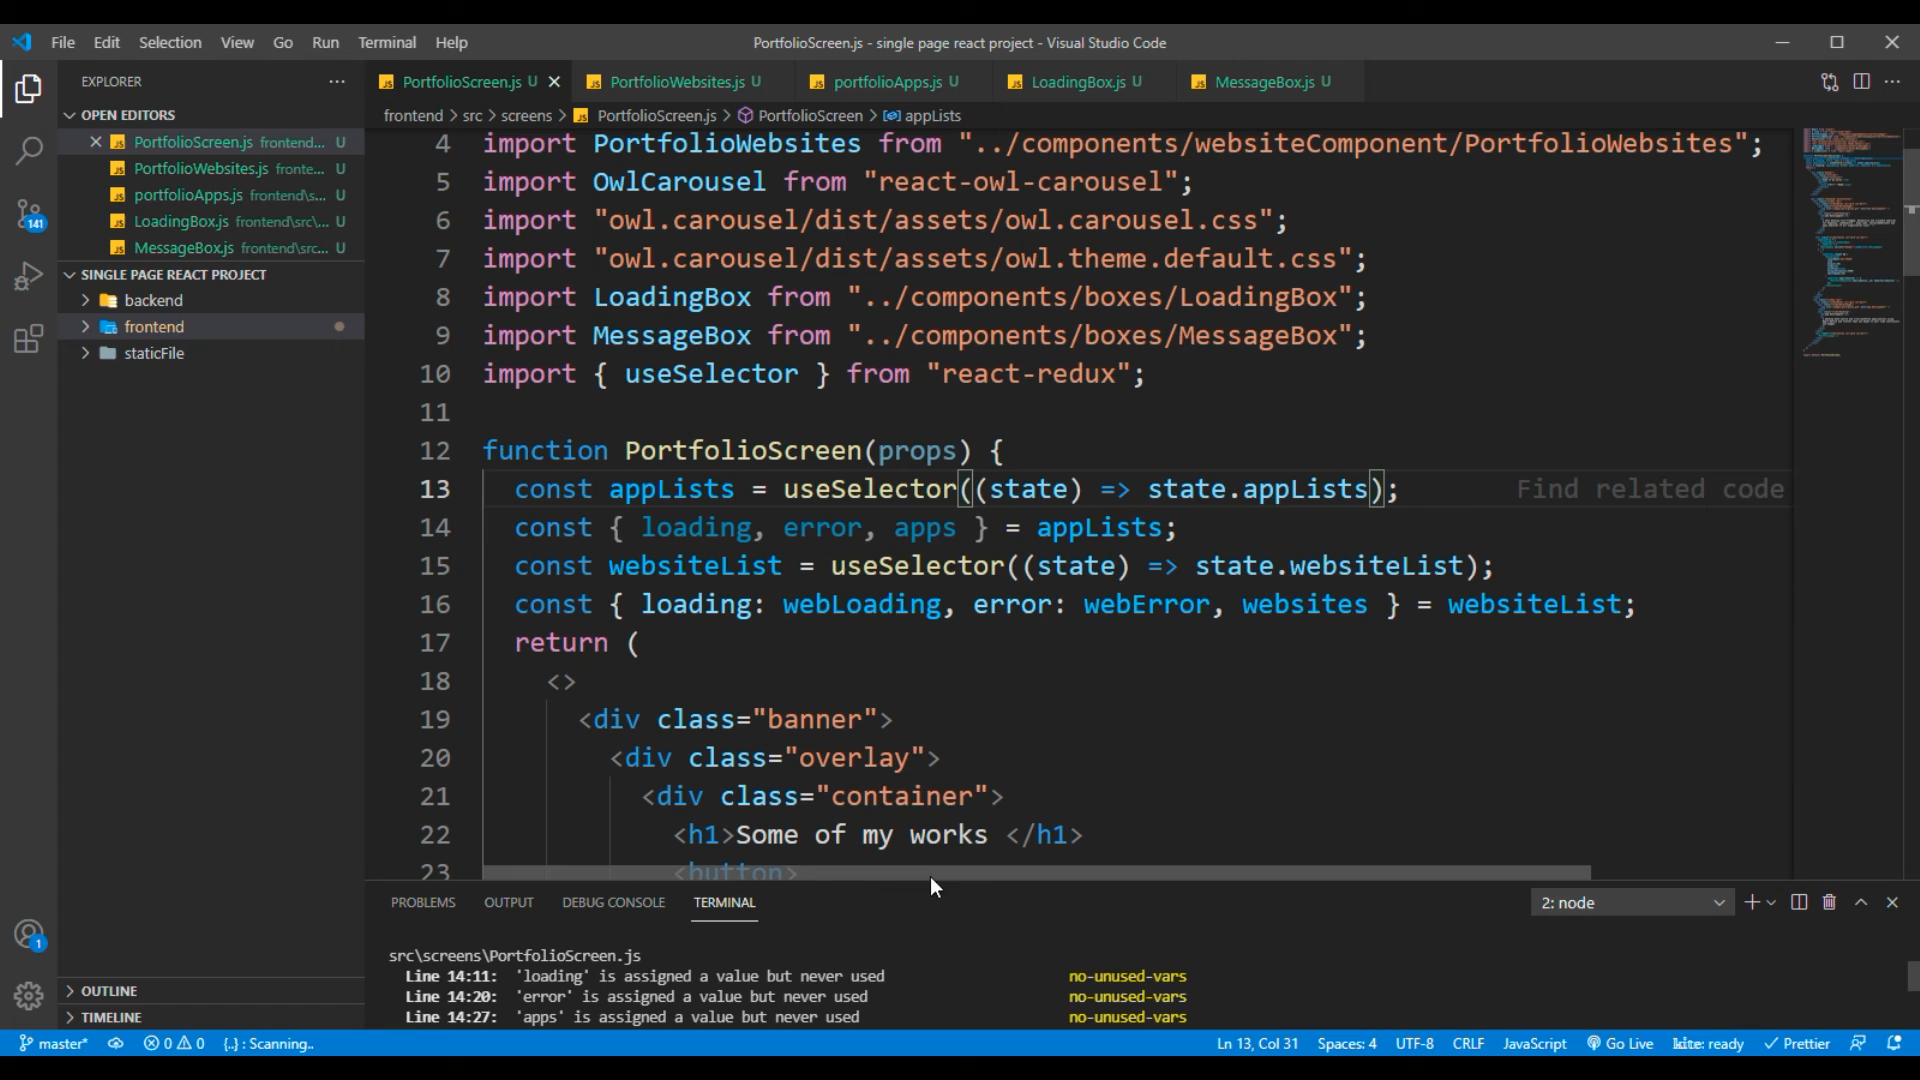 File Edit Selection View Go Run Terminal Help
PortfolioScreen.js - single page react project - Visual Studio Code
EXPLORER
PortfolioScreen.js U
PortfolioWebsites.js U
portfolioApps.js U
LoadingBox.js U
MessageBox.js U
OPEN EDITORS
PortfolioScreen.js frontend... U
PortfolioWebsites.js fronte... U
portfolioApps.js frontend\s... U
LoadingBox.js frontend\src\... U
MessageBox.js frontend\src... U
SINGLE PAGE REACT PROJECT
backend
frontend
staticFile
OUTLINE
TIMELINE
141
1
frontend > src > screens > PortfolioScreen.js > PortfolioScreen > appLists
4 import PortfolioWebsites from "../components/websiteComponent/PortfolioWebsites";
5 import OwlCarousel from "react-owl-carousel";
6 import "owl.carousel/dist/assets/owl.carousel.css";
7 import "owl.carousel/dist/assets/owl.theme.default.css";
8 import LoadingBox from "../components/boxes/LoadingBox";
9 import MessageBox from "../components/boxes/MessageBox";
10 import { useSelector } from "react-redux";
11
12 function PortfolioScreen(props) {
13 const appLists = useSelector((state) => state.appLists); Find related code
14 const { loading, error, apps } = appLists;
15 const websiteList = useSelector((state) => state.websiteList);
16 const { loading: webLoading, error: webError, websites } = websiteList;
17 return (
18 <>
19 <div class="banner">
20 <div class="overlay">
21 <div class="container">
22 <h1>Some of my works </h1>
23 <button>
PROBLEMS OUTPUT DEBUG CONSOLE TERMINAL
2: node
src\screens\PortfolioScreen.js
Line 14:11: 'loading' is assigned a value but never used no-unused-vars
Line 14:20: 'error' is assigned a value but never used no-unused-vars
Line 14:27: 'apps' is assigned a value but never used no-unused-vars
master* 0 0 {..} : Scanning.. Ln 13, Col 31 Spaces: 4 UTF-8 CRLF JavaScript Go Live kite: ready Prettier